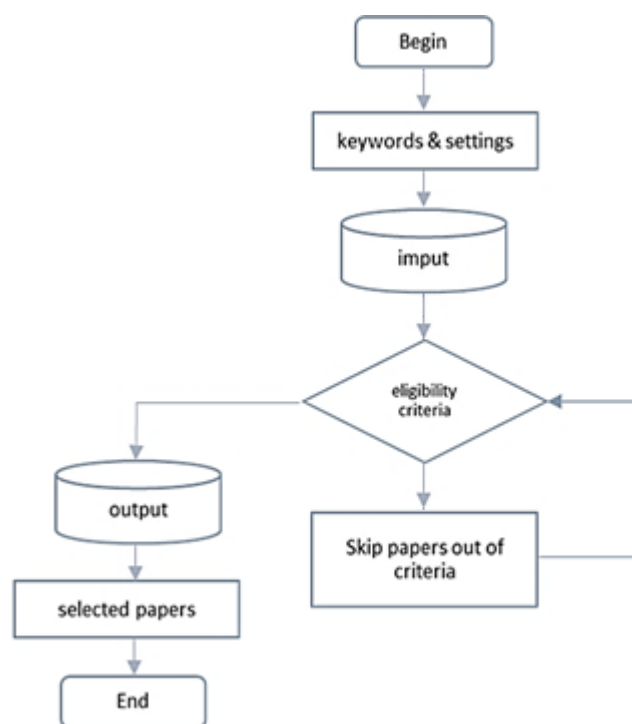 Begin
keywords & settings
imput
eligibility
criteria
output
Skip papers out of
criteria
selected papers
End